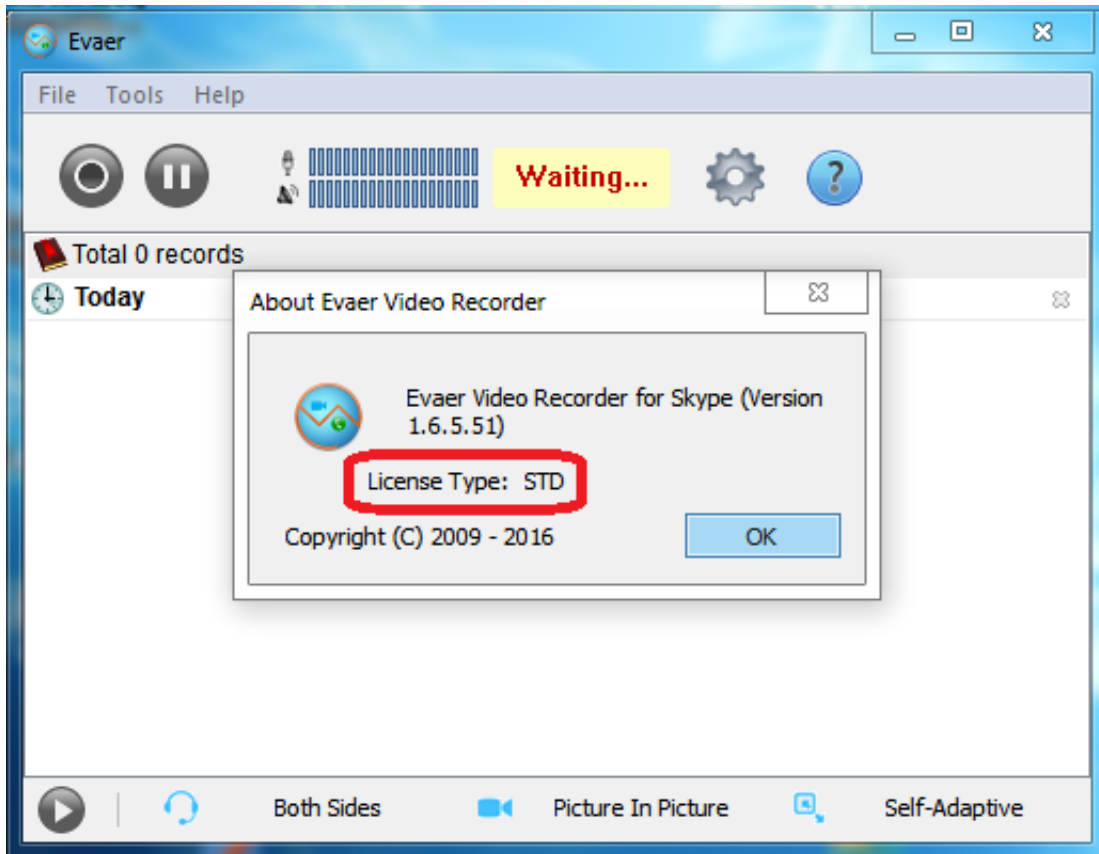 Evaer
File Tools Help
Waiting...
?
Total 0 records
Today
About Evaer Video Recorder
Evaer Video Recorder for Skype (Version
1.6.5.51)
License Type: STD
Copyright (C) 2009 - 2016
OK
Both Sides Picture In Picture Self-Adaptive